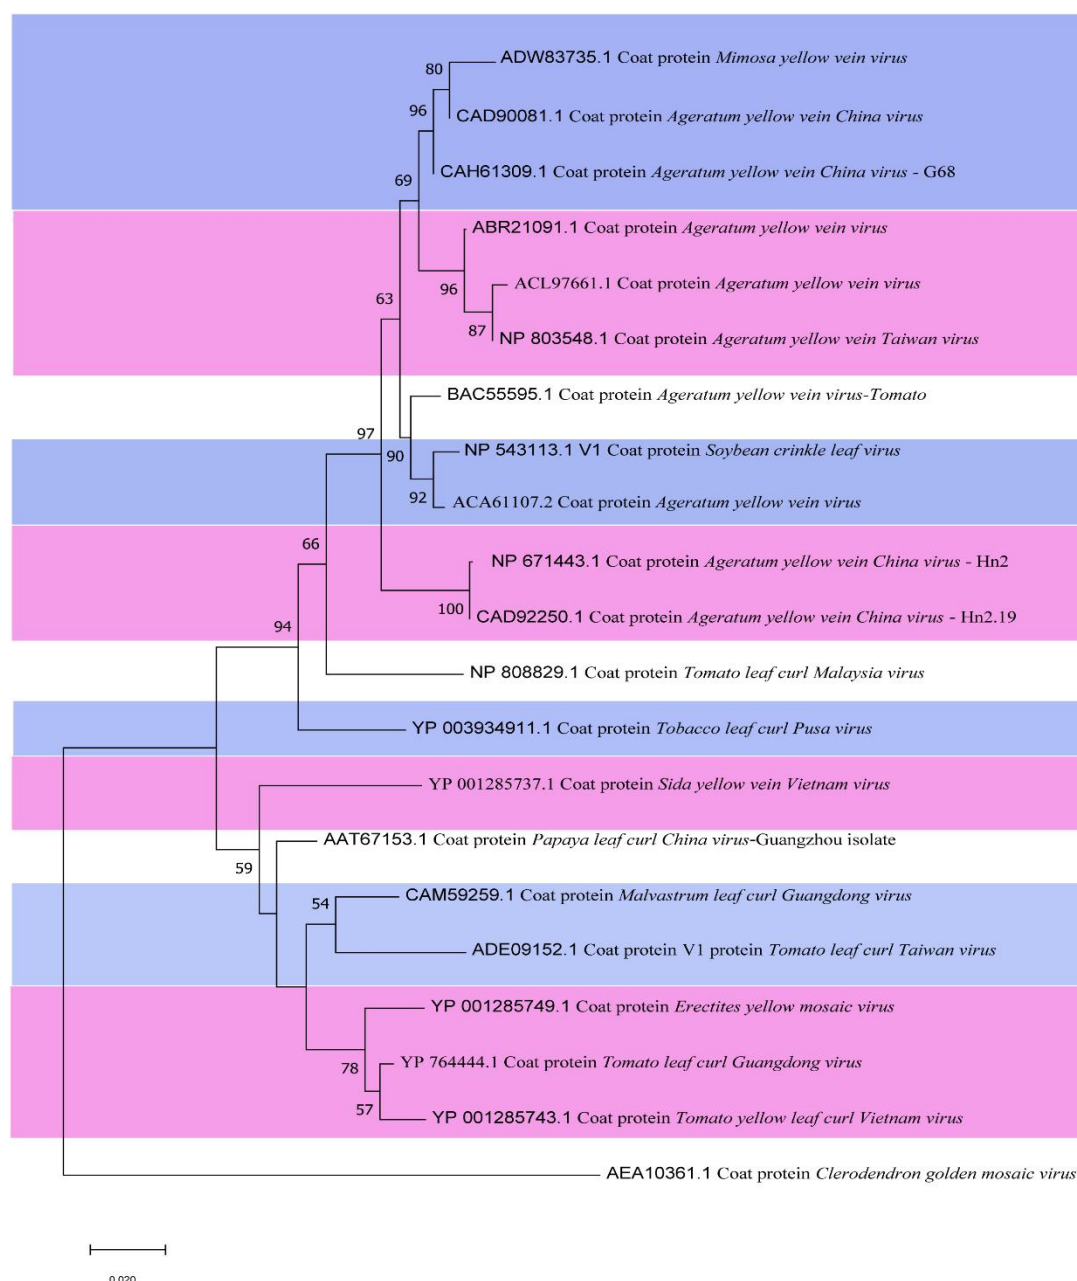 ADW83735.1 Coat protein Mimosa yellow vein virus
80
CAD90081.1 Coat protein Ageratum yellow vein China virus
96
CAH61309.1 Coat protein Ageratum yellow vein China virus - G68
69
ABR21091.1 Coat protein Ageratum yellow vein virus
ACL97661.1 Coat protein Ageratum yellow vein virus
96
63
87
NP 803548.1 Coat protein Ageratum yellow vein Taiwan virus
BAC55595.1 Coat protein Ageratum yellow vein virus-Tomato
97
90
NP 543113.1 V1 Coat protein Soybean crinkle leaf virus
92
ACA61107.2 Coat protein Ageratum yellow vein virus
66
NP 671443.1 Coat protein Ageratum yellow vein China virus - Hn2
100
CAD92250.1 Coat protein Ageratum yellow vein China virus - Hn2.19
94
NP 808829.1 Coat protein Tomato leaf curl Malaysia virus
YP 003934911.1 Coat protein Tobacco leaf curl Pusa virus
YP 001285737.1 Coat protein Sida yellow vein Vietnam virus
AAT67153.1 Coat protein Papaya leaf curl China virus-Guangzhou isolate
59
CAM59259.1 Coat protein Malvastrum leaf curl Guangdong virus
54
ADE09152.1 Coat protein V1 protein Tomato leaf curl Taiwan virus
YP 001285749.1 Coat protein Erectites yellow mosaic virus
YP 764444.1 Coat protein Tomato leaf curl Guangdong virus
78
57
YP 001285743.1 Coat protein Tomato yellow leaf curl Vietnam virus
AEA10361.1 Coat protein Clerodendron golden mosaic virus
0.020